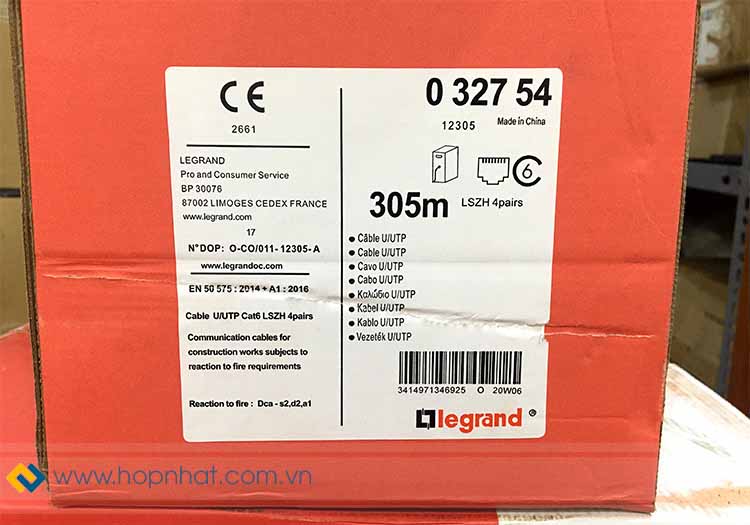 CE
2661
LEGRAND
Pro and Consumer Service
BP 30076
87002 LIMOGES CEDEX FRANCE
www.legrand.com
17
N°DOP: O-CO/011-12305-A
www.legrandoc.com
EN 50 575 : 2014 + A1 : 2016
Cable U/UTP Cat6 LSZH 4pairs
Communication cables for
construction works subjects to
reaction to fire requirements
Reaction to fire : Dca - s2,d2,a1
0 327 54
12305 Made in China
6
305m LSZH 4pairs
• Câble U/UTP
• Cable U/UTP
• Cavo U/UTP
• Cabo U/UTP
• Καλώδιο U/UTP
• Kabel U/UTP
• Kablo U/UTP
• Vezeték U/UTP
3414971346925 O 20W06
legrand ®
www.hopnhat.com.vn